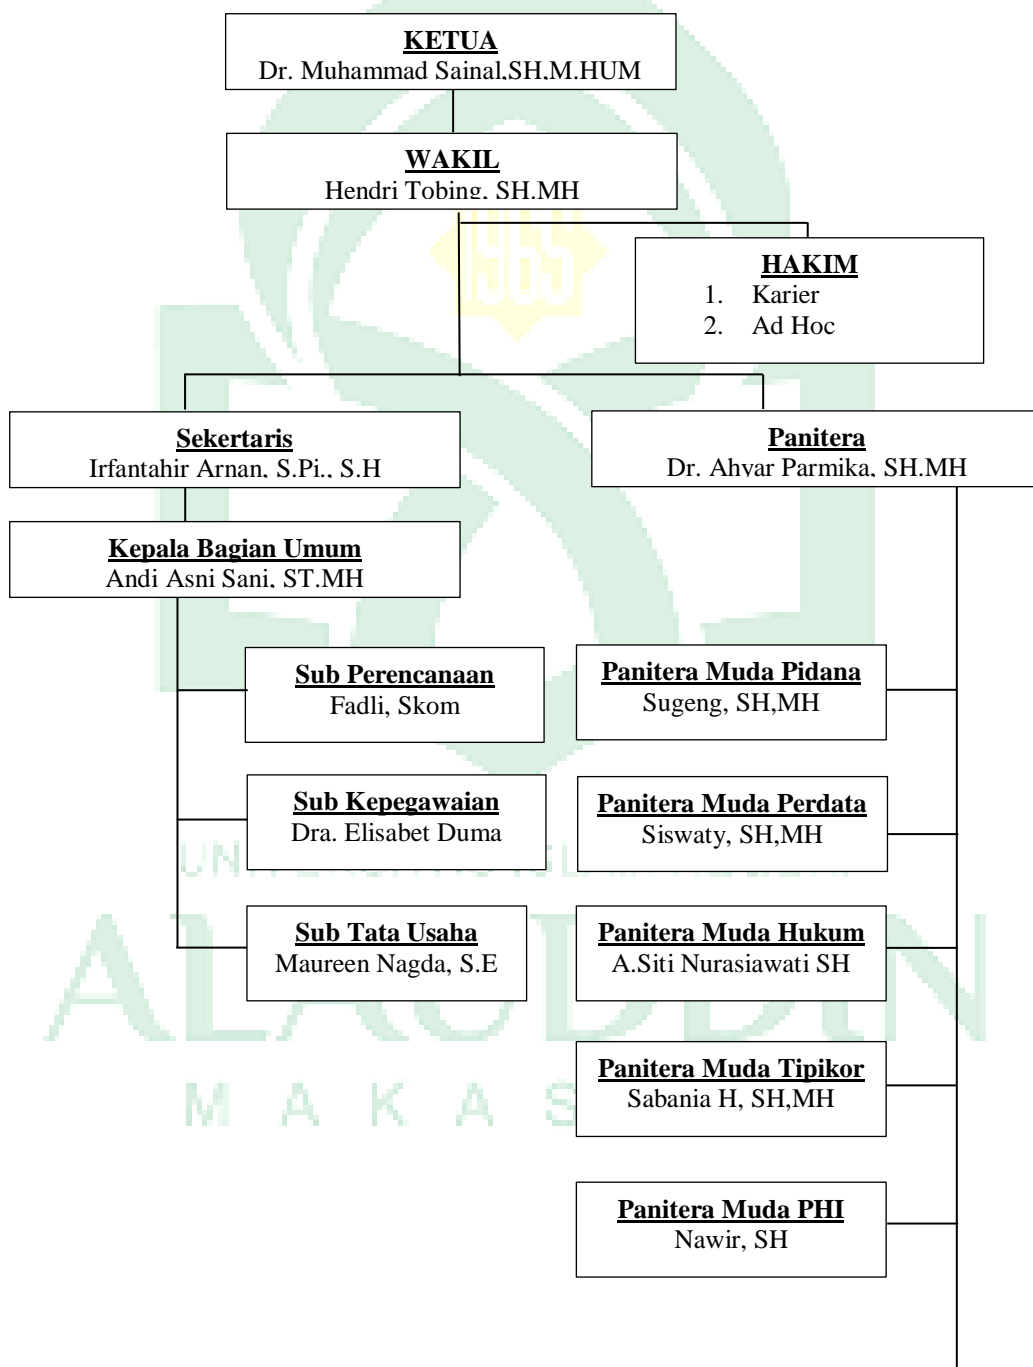 KETUA
Dr. Muhammad Sainal,SH,M.HUM
WAKIL
Hendri Tobing, SH.MH
1965
HAKIM
1. Karier
2. Ad Hoc
Sekertaris
Irfantahir Arnan, S.Pi., S.H
Panitera
Dr. Ahyar Parmika, SH.MH
Kepala Bagian Umum
Andi Asni Sani, ST.MH
Sub Perencanaan
Fadli, Skom
Panitera Muda Pidana
Sugeng, SH,MH
Sub Kepegawaian
Dra. Elisabet Duma
Panitera Muda Perdata
Siswaty, SH,MH
Sub Tata Usaha
Maureen Nagda, S.E
Panitera Muda Hukum
A.Siti Nurasiawati SH
ALAUDDIN
Panitera Muda Tipikor
Sabania H, SH,MH
Panitera Muda PHI
Nawir, SH